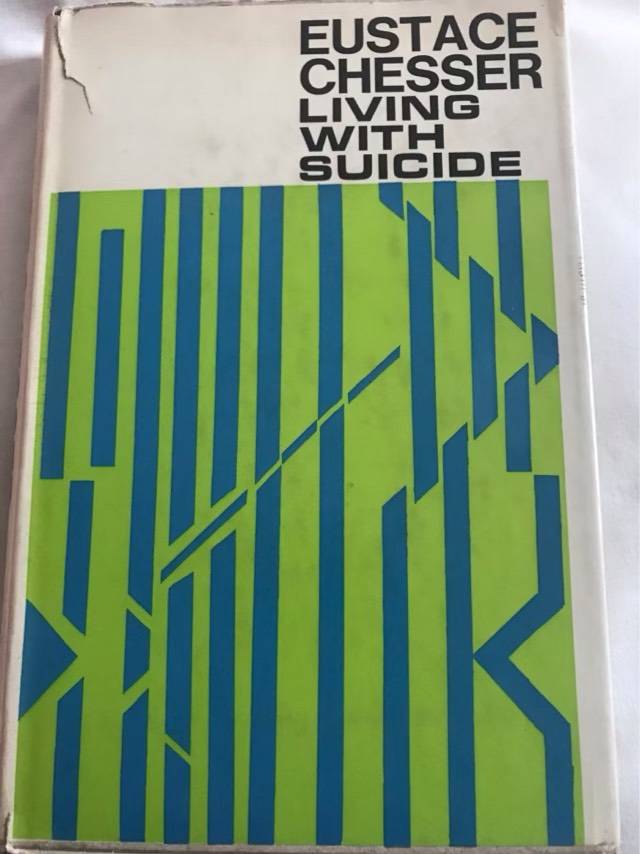 EUSTACE
CHESSER
LIVING
WITH
SUICIDE